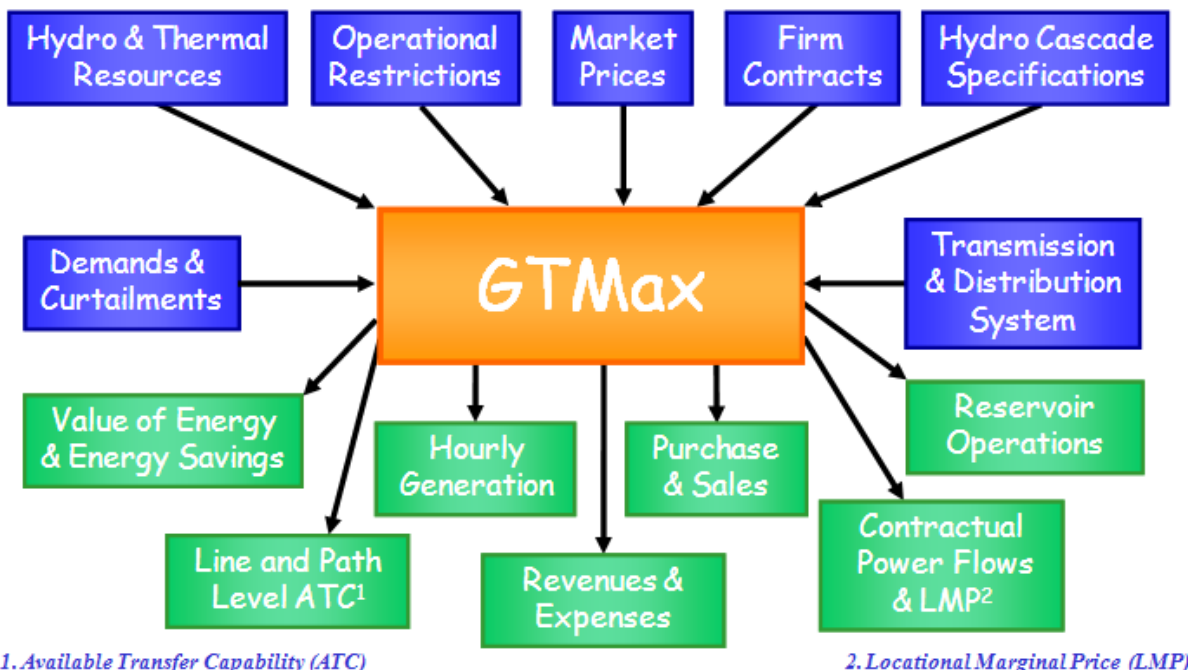 Hydro & Thermal
Resources
Operational
Restrictions
Market
Prices
Firm
Contracts
Hydro Cascade
Specifications
Demands &
Curtailments
GTMax
Transmission
& Distribution
System
Value of Energy
& Energy Savings
Hourly
Generation
Purchase
& Sales
Reservoir
Operations
Line and Path
Level ATC¹
Revenues &
Expenses
Contractual
Power Flows
& LMP²
1. Available Transfer Capability (ATC)
2. Locational Marginal Price (LMP)